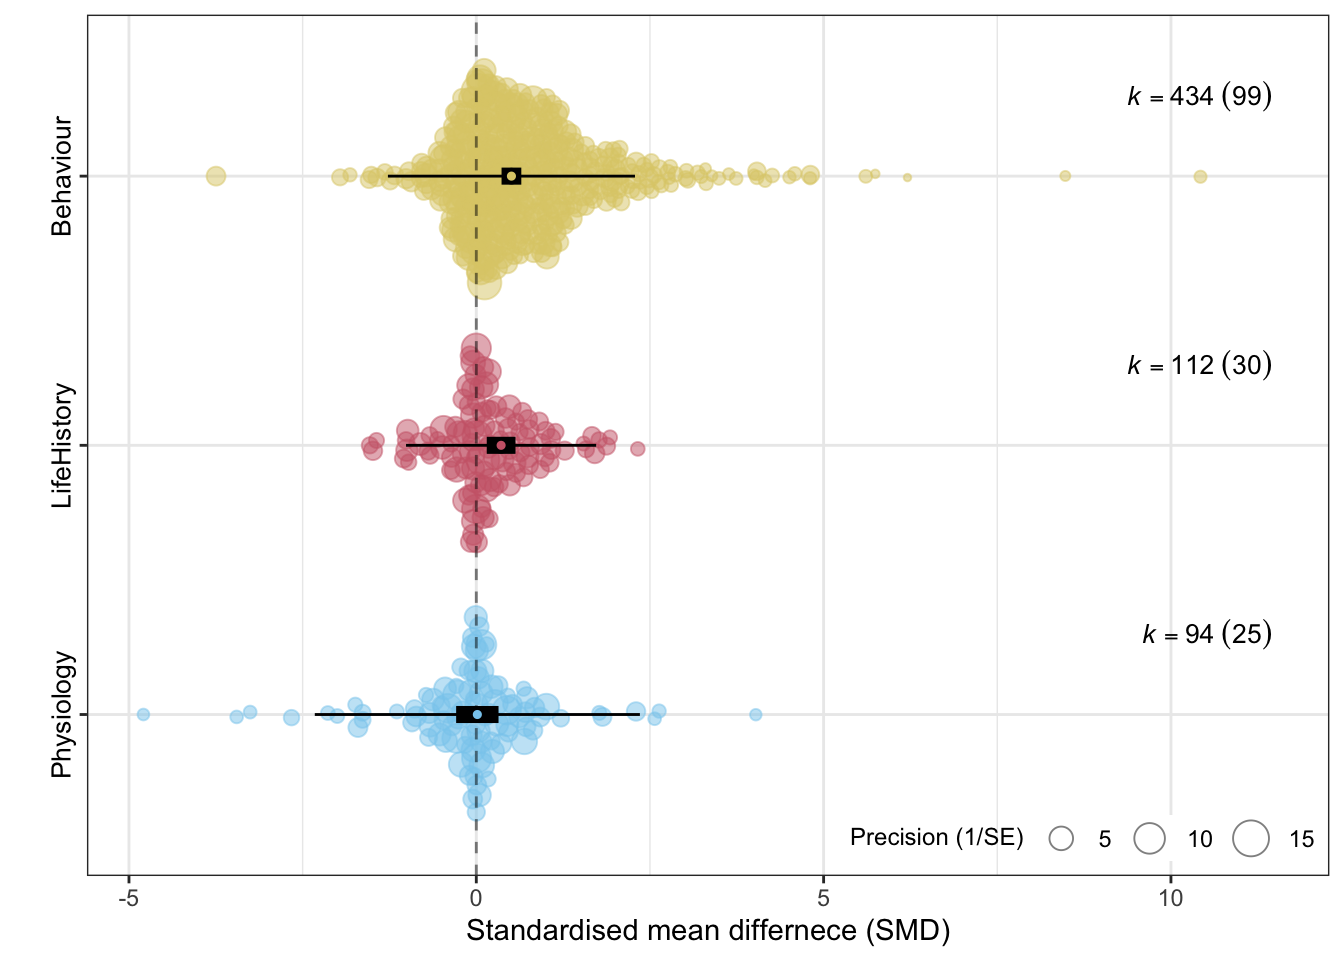 Behaviour
k = 434 (99)
LifeHistory
k = 112 (30)
Physiology
k = 94 (25)
Precision (1/SE) 5 10 15
-5 0 5 10
Standardised mean differnece (SMD)